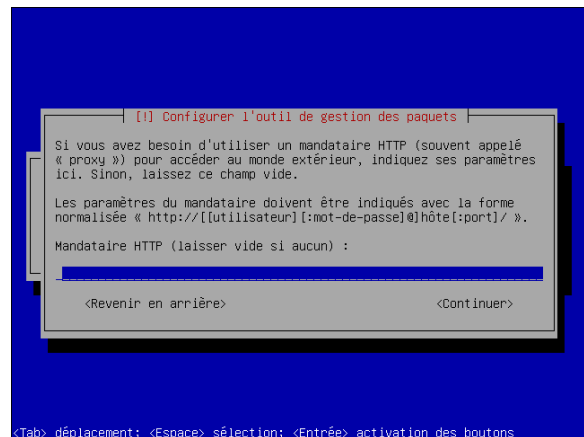 [!] Configurer l'outil de gestion des paquets
Si vous avez besoin d'utiliser un mandataire HTTP (souvent appelé
« proxy ») pour accéder au monde extérieur, indiquez ses paramètres
ici. Sinon, laissez ce champ vide.
Les paramètres du mandataire doivent être indiqués avec la forme
normalisée « http://[[utilisateur][:mot-de-passe]@]hôte[:port]/ ».
Mandataire HTTP (laisser vide si aucun) :
<Revenir en arrière> <Continuer>
<Tab> déplacement; <Espace> sélection; <Entrée> activation des boutons